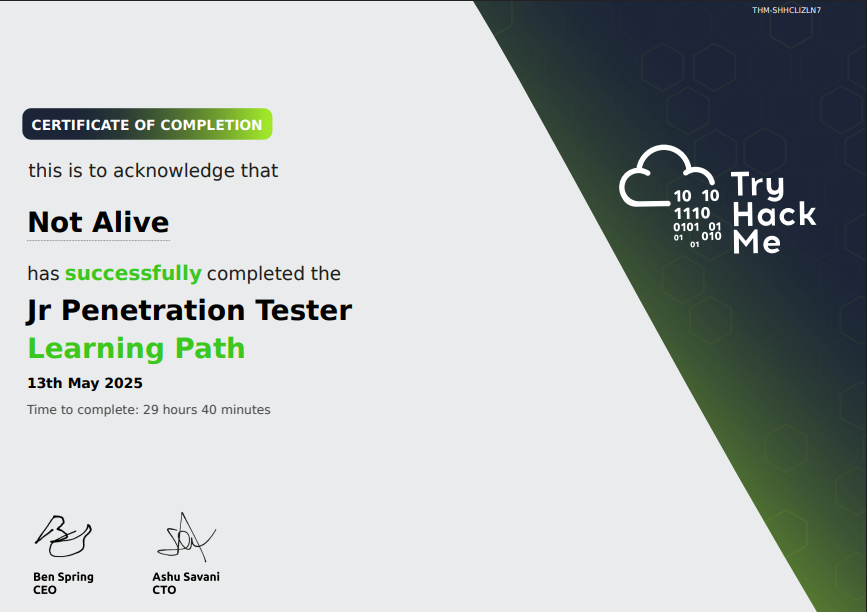 THM-SHHCLIZLN7
CERTIFICATE OF COMPLETION
this is to acknowledge that
Not Alive
has successfully completed the
Jr Penetration Tester
Learning Path
13th May 2025
Time to complete: 29 hours 40 minutes
10 10
1110
0101 01
01 010
01
Try
Hack
Me
Ben Spring
CEO
Ashu Savani
CTO